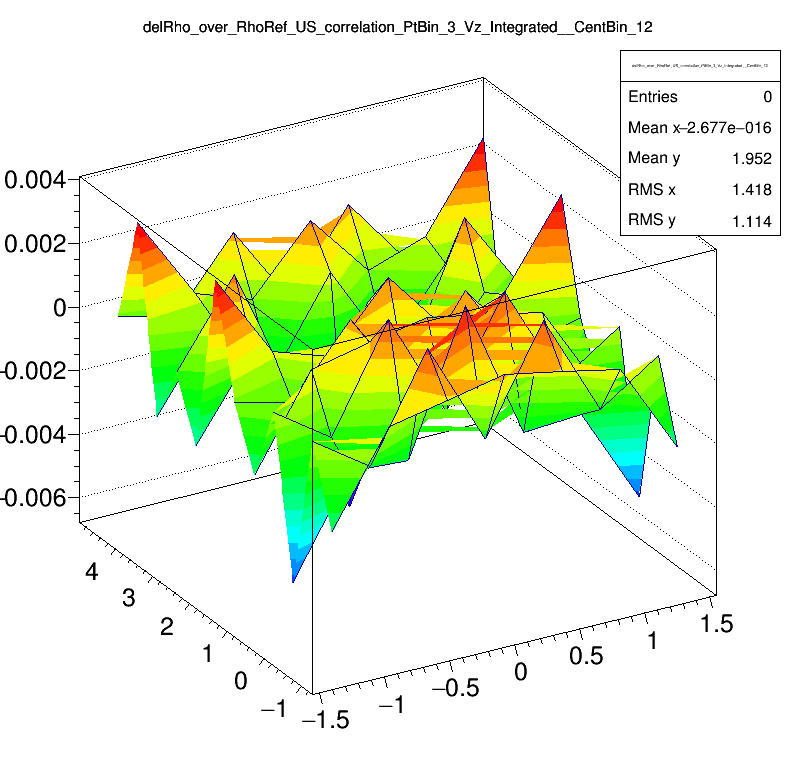 delRho_over_RhoRef_US_correlation_PtBin_3_Vz_Integrated__CentBin_12
delRho_over_RhoRef_US_correlation_PtBin_3_Vz_Integrated__CentBin_12
Entries 0
Mean x −2.677e−016
Mean y 1.952
RMS x 1.418
RMS y 1.114
0.004
0.002
0
−0.002
−0.004
−0.006
4
3
2
1
0
−1
−1.5
−1
−0.5
0
0.5
1
1.5